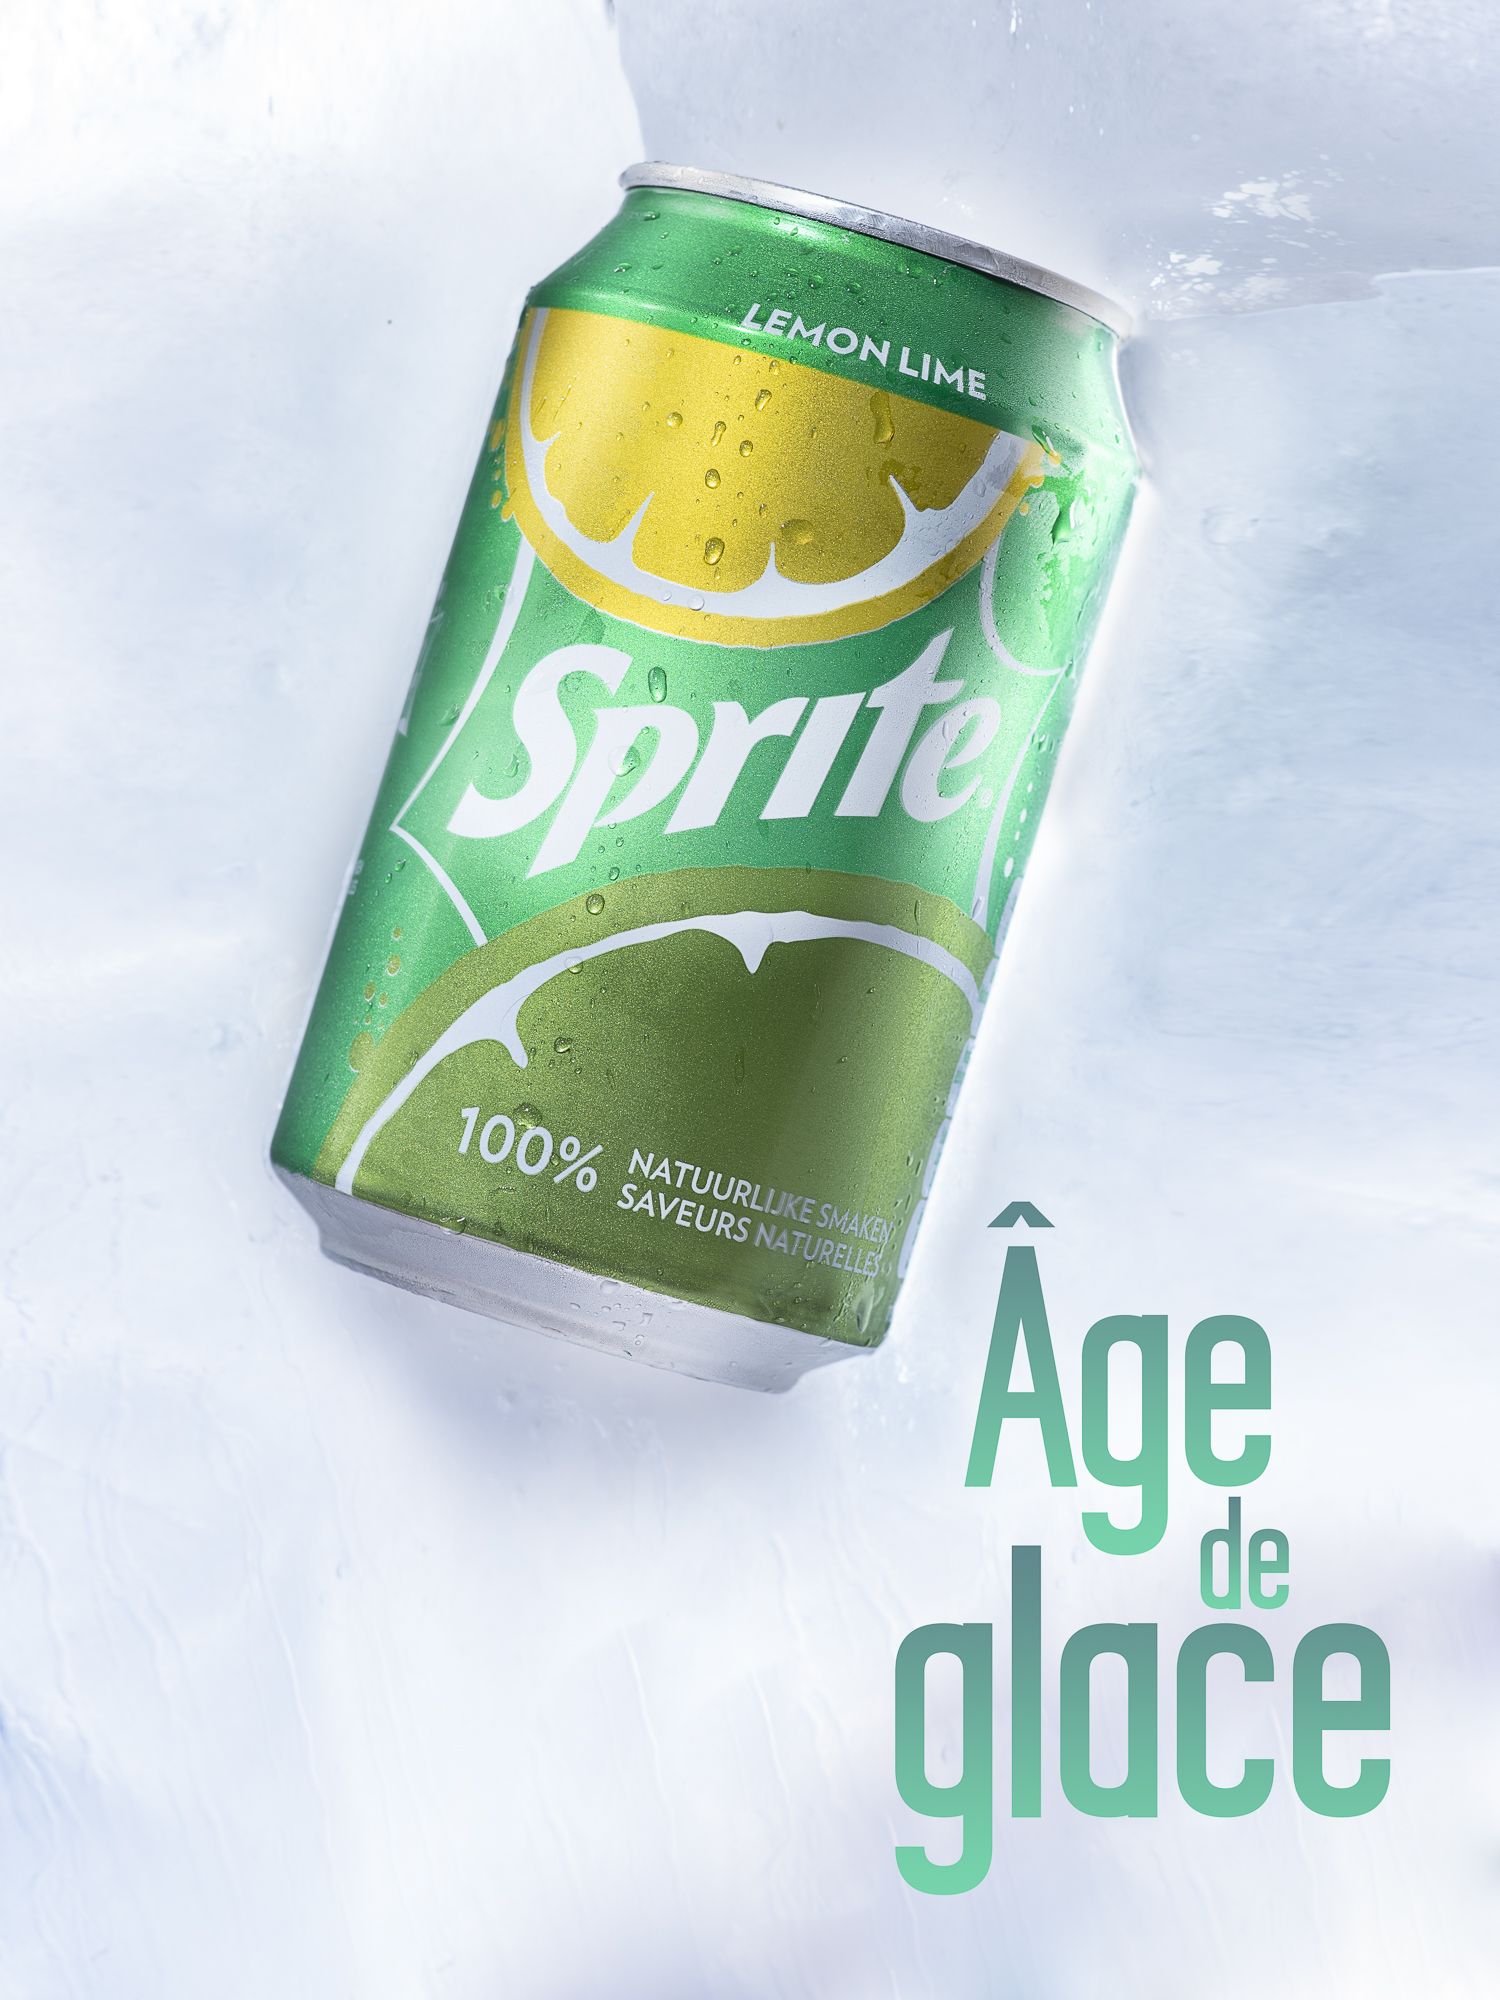 LEMON LIME
Sprite
100%
NATUURLIJKE SMAKEN
SAVEURS NATURELLES
Âge
de
glace